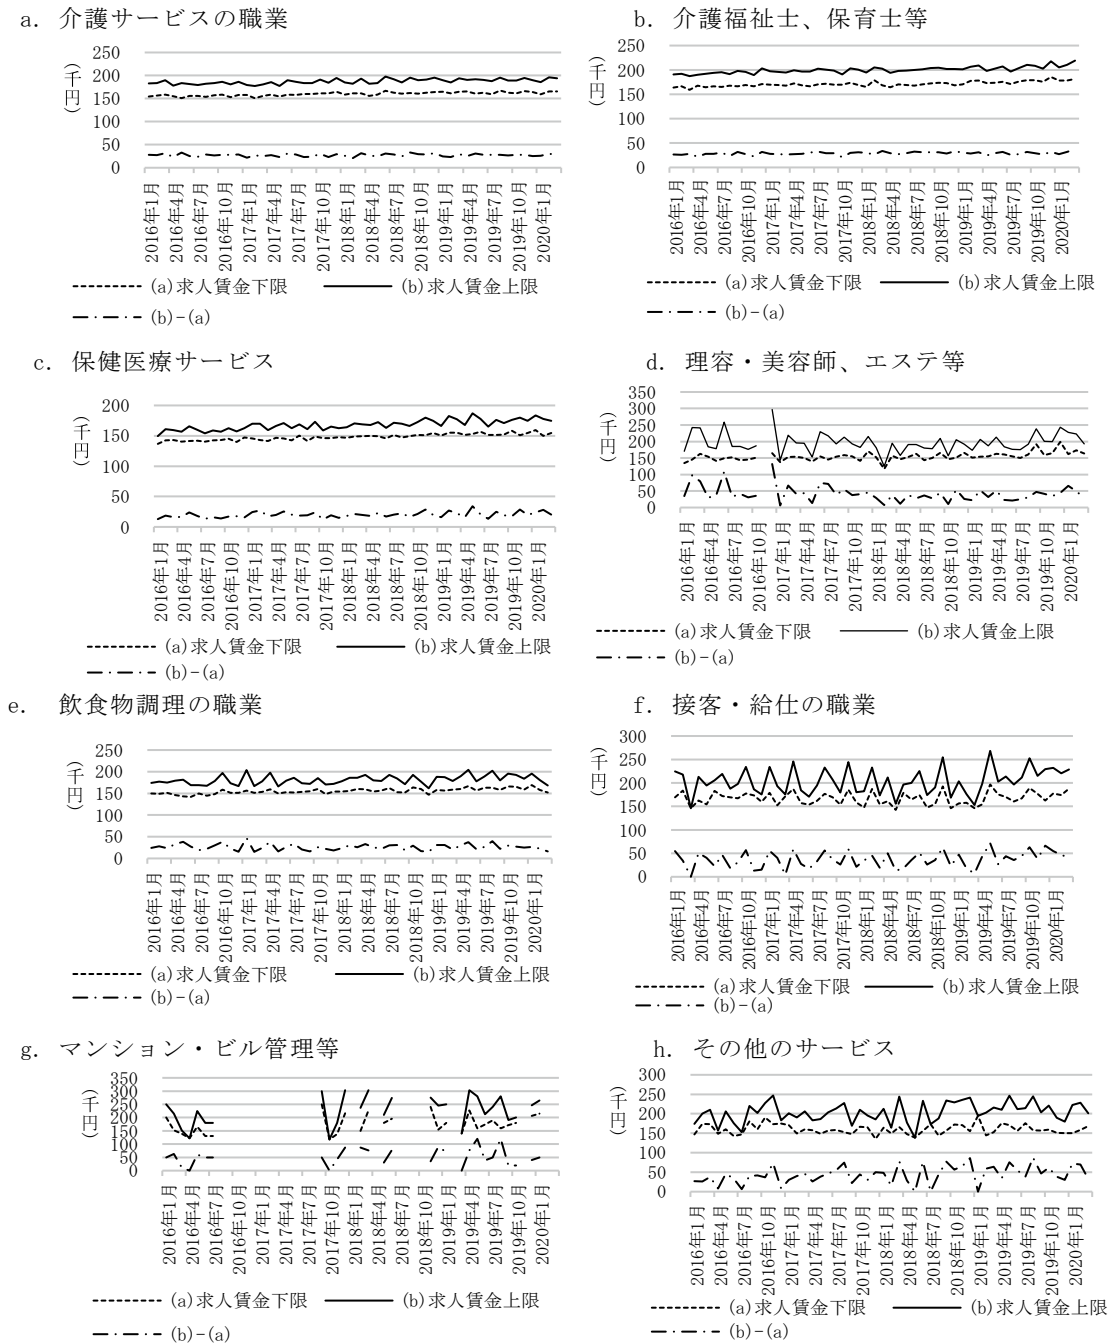 a. 介護サービスの職業
(千円)
250
200
150
100
50
0
2016年1月
2016年4月
2016年7月
2016年10月
2017年1月
2017年4月
2017年7月
2017年10月
2018年1月
2018年4月
2018年7月
2018年10月
2019年1月
2019年4月
2019年7月
2019年10月
2020年1月
(a)求人賃金下限 (b)求人賃金上限
(b)-(a)
b. 介護福祉士、保育士等
(千円)
250
200
150
100
50
0
2016年1月
2016年4月
2016年7月
2016年10月
2017年1月
2017年4月
2017年7月
2017年10月
2018年1月
2018年4月
2018年7月
2018年10月
2019年1月
2019年4月
2019年7月
2019年10月
2020年1月
(a)求人賃金下限 (b)求人賃金上限
(b)-(a)
c. 保健医療サービス
(千円)
200
150
100
50
0
2016年1月
2016年4月
2016年7月
2016年10月
2017年1月
2017年4月
2017年7月
2017年10月
2018年1月
2018年4月
2018年7月
2018年10月
2019年1月
2019年4月
2019年7月
2019年10月
2020年1月
(a)求人賃金下限 (b)求人賃金上限
(b)-(a)
d. 理容・美容師、エステ等
(千円)
350
300
250
200
150
100
50
0
2016年1月
2016年4月
2016年7月
2016年10月
2017年1月
2017年4月
2017年7月
2017年10月
2018年1月
2018年4月
2018年7月
2018年10月
2019年1月
2019年4月
2019年7月
2019年10月
2020年1月
(a)求人賃金下限 (b)求人賃金上限
(b)-(a)
e. 飲食物調理の職業
(千円)
250
200
150
100
50
0
2016年1月
2016年4月
2016年7月
2016年10月
2017年1月
2017年4月
2017年7月
2017年10月
2018年1月
2018年4月
2018年7月
2018年10月
2019年1月
2019年4月
2019年7月
2019年10月
2020年1月
(a)求人賃金下限 (b)求人賃金上限
(b)-(a)
f. 接客・給仕の職業
(千円)
300
250
200
150
100
50
0
2016年1月
2016年4月
2016年7月
2016年10月
2017年1月
2017年4月
2017年7月
2017年10月
2018年1月
2018年4月
2018年7月
2018年10月
2019年1月
2019年4月
2019年7月
2019年10月
2020年1月
(a)求人賃金下限 (b)求人賃金上限
(b)-(a)
g. マンション・ビル管理等
(千円)
350
300
250
200
150
100
50
0
2016年1月
2016年4月
2016年7月
2016年10月
2017年1月
2017年4月
2017年7月
2017年10月
2018年1月
2018年4月
2018年7月
2018年10月
2019年1月
2019年4月
2019年7月
2019年10月
2020年1月
(a)求人賃金下限 (b)求人賃金上限
(b)-(a)
h. その他のサービス
(千円)
300
250
200
150
100
50
0
2016年1月
2016年4月
2016年7月
2016年10月
2017年1月
2017年4月
2017年7月
2017年10月
2018年1月
2018年4月
2018年7月
2018年10月
2019年1月
2019年4月
2019年7月
2019年10月
2020年1月
(a)求人賃金下限 (b)求人賃金上限
(b)-(a)